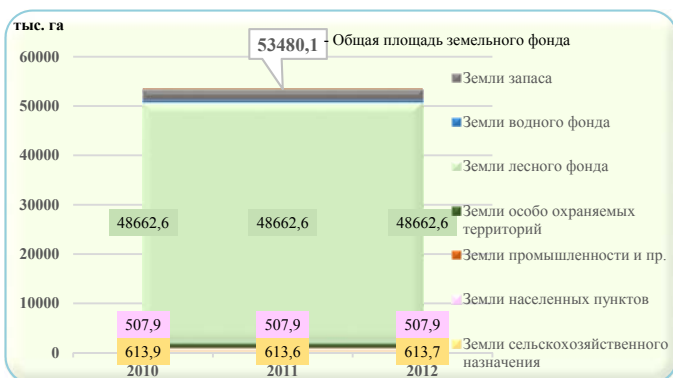 тыс. га
53480,1 - Общая площадь земельного фонда
60000
50000
40000
30000
20000
10000
0
48662,6 48662,6 48662,6
507,9 507,9 507,9
613,9 613,6 613,7
2010 2011 2012
Земли запаса
Земли водного фонда
Земли лесного фонда
Земли особо охраняемых
территорий
Земли промышленности и пр.
Земли населенных пунктов
Земли сельскохозяйственного
назначения